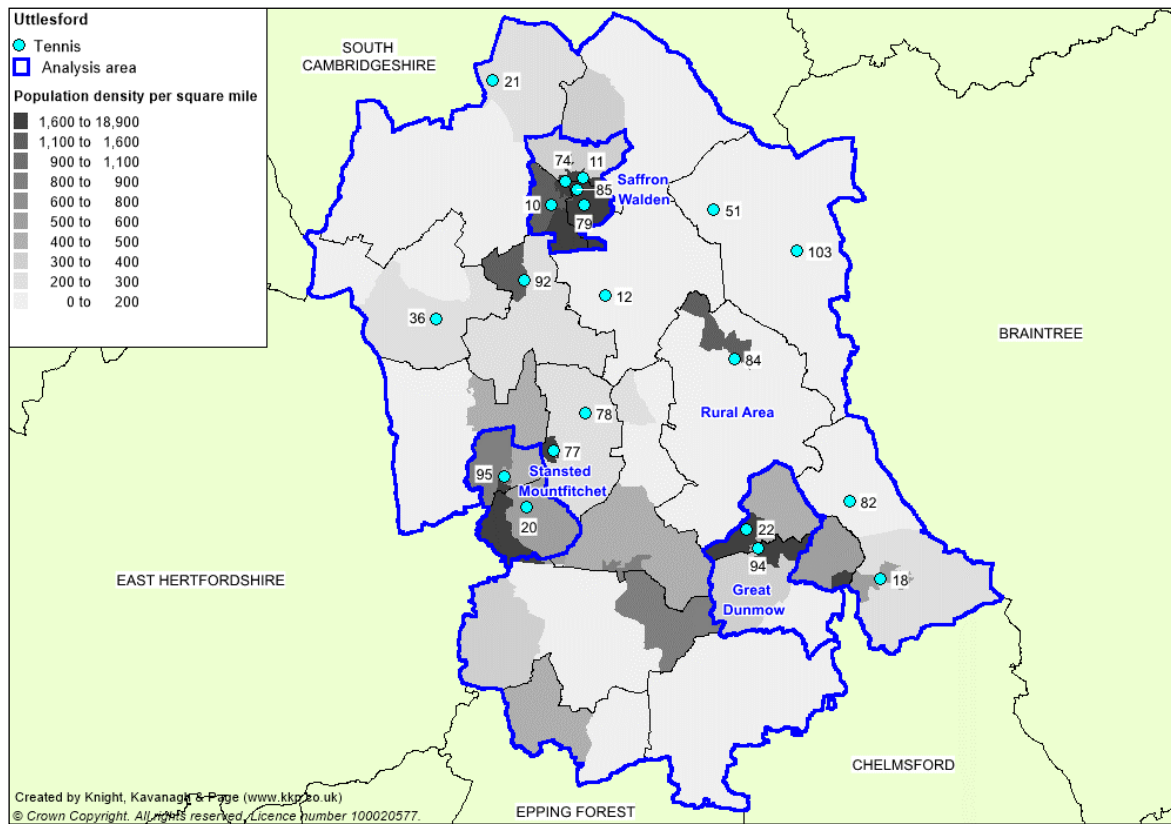 Uttlesford
Tennis
Analysis area
Population density per square mile
1,600 to 18,900
1,100 to 1,600
900 to 1,100
800 to 900
600 to 800
500 to 600
400 to 500
300 to 400
200 to 300
0 to 200
SOUTH
CAMBRIDGESHIRE
21
74
11
85
Saffron
Walden
10
79
51
103
92
12
36
BRAINTREE
84
78
Rural Area
77
95
Stansted
Mountfitchet
20
82
22
94
18
EAST HERTFORDSHIRE
Great
Dunmow
CHELMSFORD
EPPING FOREST
Created by Knight, Kavanagh & Page (www.kkp.co.uk)
© Crown Copyright. All rights reserved. Licence number 100020577.